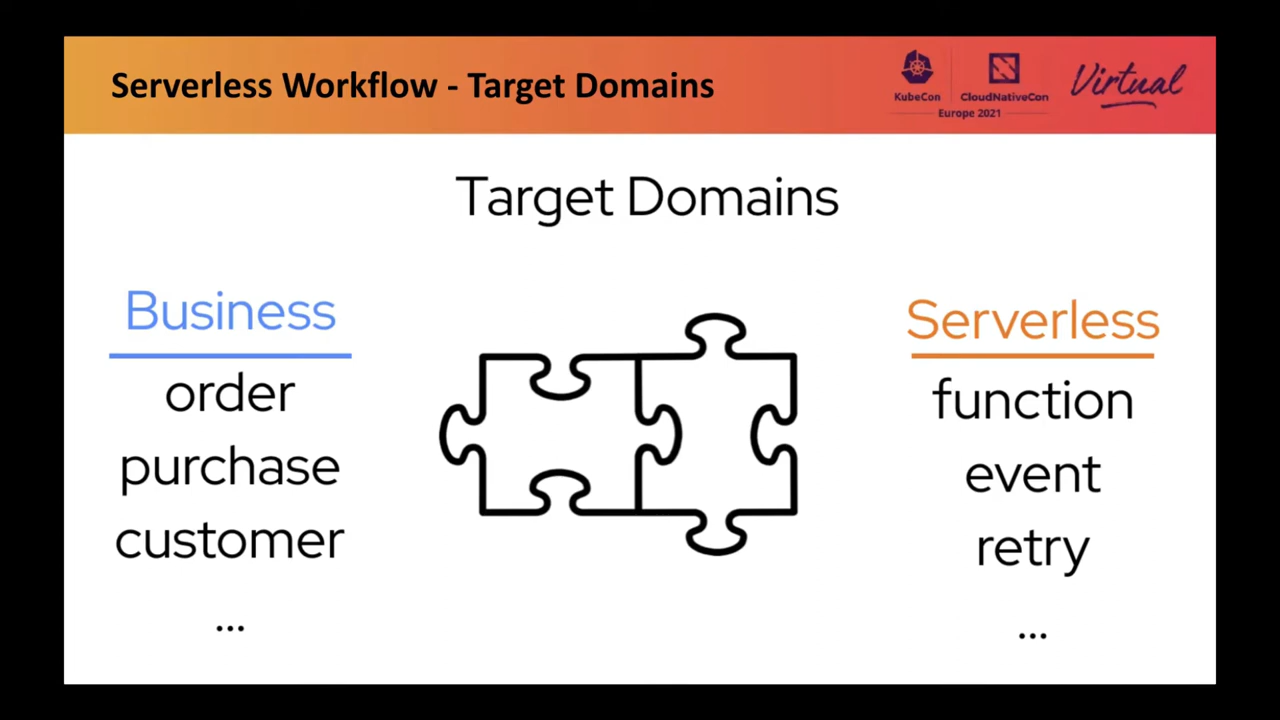 Serverless Workflow - Target Domains
KubeCon
CloudNativeCon
Europe 2021
Virtual
Target Domains
Business
order
purchase
customer
...
Serverless
function
event
retry
...